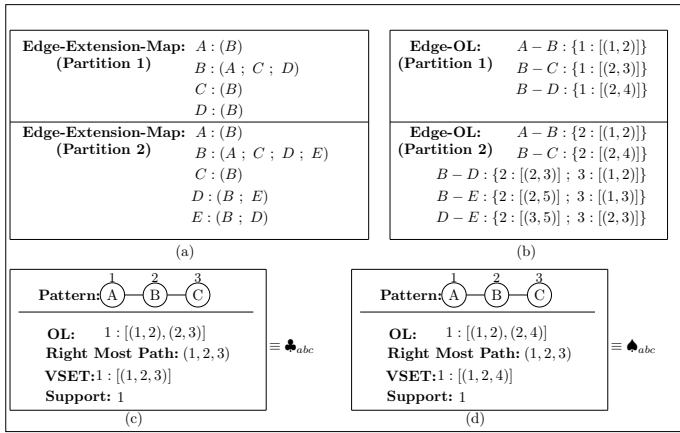 Edge-Extension-Map: A : (B)
(Partition 1) B : (A ; C ; D)
C : (B)
D : (B)
Edge-Extension-Map: A : (B)
(Partition 2) B : (A ; C ; D ; E)
C : (B)
D : (B ; E)
E : (B ; D)
(a)
Edge-OL: A − B : {1 : [(1, 2)]}
(Partition 1) B − C : {1 : [(2, 3)]}
B − D : {1 : [(2, 4)]}
Edge-OL: A − B : {2 : [(1, 2)]}
(Partition 2) B − C : {2 : [(2, 4)]}
B − D : {2 : [(2, 3)] ; 3 : [(1, 2)]}
B − E : {2 : [(2, 5)] ; 3 : [(1, 3)]}
D − E : {2 : [(3, 5)] ; 3 : [(2, 3)]}
(b)
1 2 3
Pattern: A B C
OL: 1 : [(1, 2), (2, 3)]
Right Most Path: (1, 2, 3)
VSET: 1 : [(1, 2, 3)]
Support: 1
≡ ♣abc
(c)
1 2 3
Pattern: A B C
OL: 1 : [(1, 2), (2, 4)]
Right Most Path: (1, 2, 3)
VSET: 1 : [(1, 2, 4)]
Support: 1
≡ ♠abc
(d)